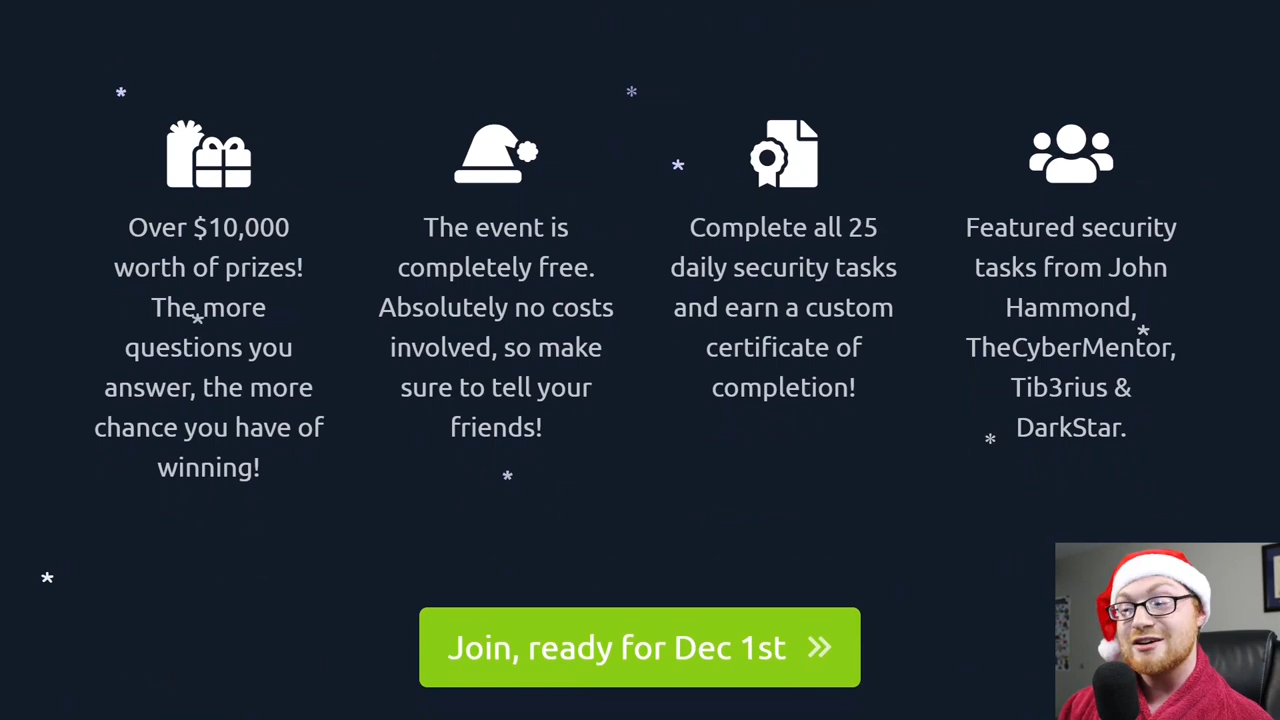 Over $10,000
worth of prizes!
The more
questions you
answer, the more
chance you have of
winning!
The event is
completely free.
Absolutely no costs
involved, so make
sure to tell your
friends!
Complete all 25
daily security tasks
and earn a custom
certificate of
completion!
Featured security
tasks from John
Hammond,
TheCyberMentor,
Tib3rius &
DarkStar.
Join, ready for Dec 1st »